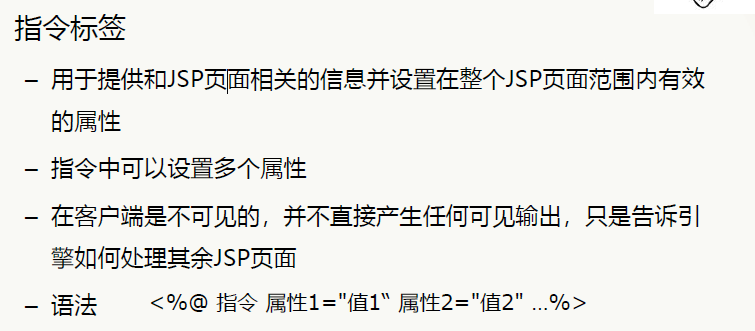 指令标签
– 用于提供和JSP页面相关的信息并设置在整个JSP页面范围内有效
的属性
– 指令中可以设置多个属性
– 在客户端是不可见的，并不直接产生任何可见输出，只是告诉引
擎如何处理其余JSP页面
– 语法 <%@ 指令 属性1="值1‟ 属性2="值2" ...%>